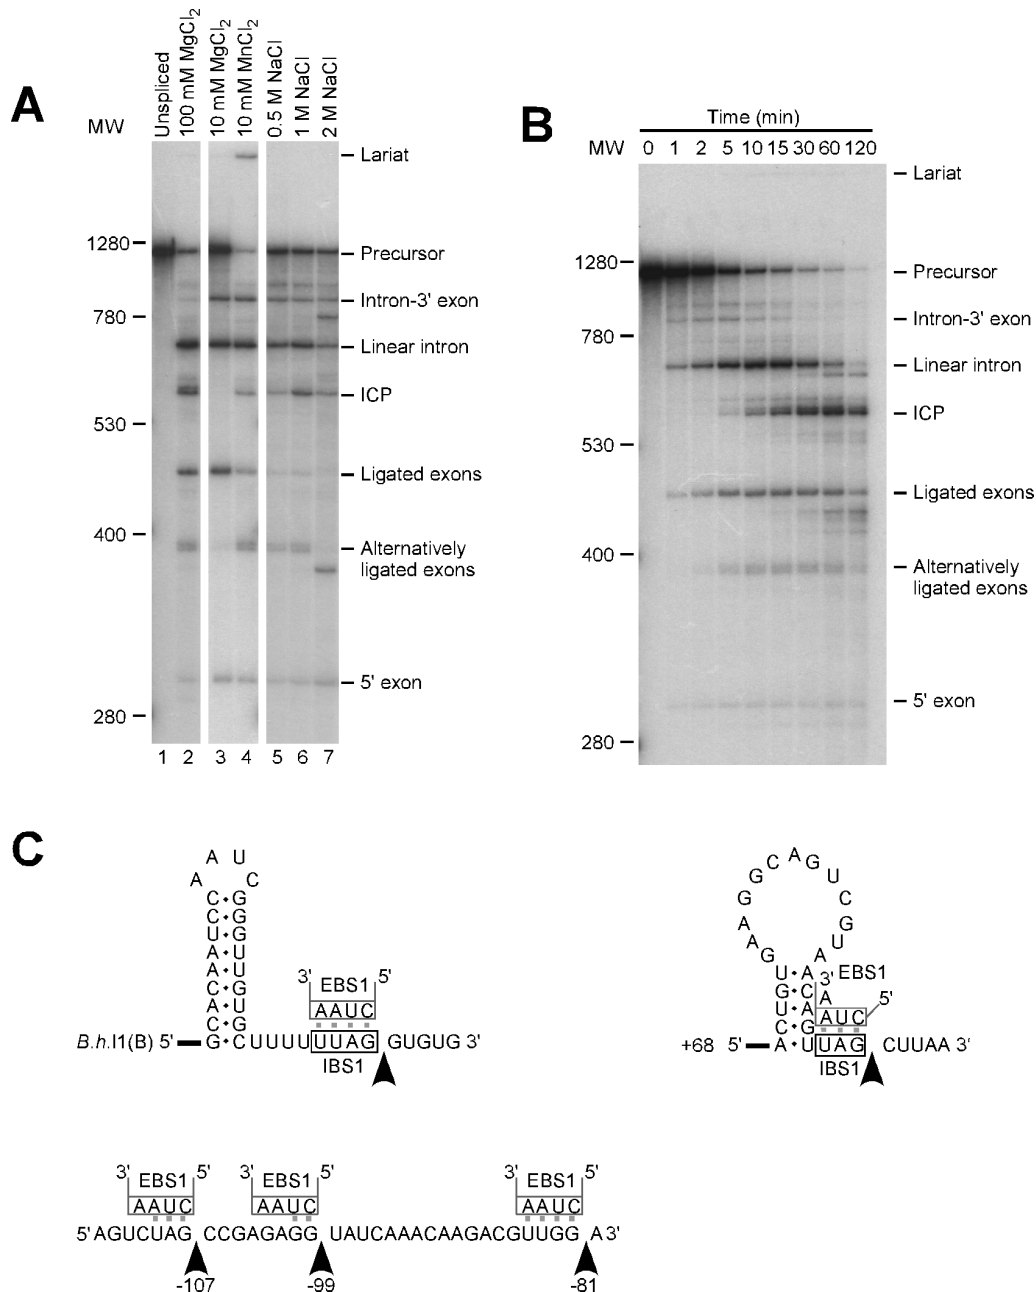 A
MW
Unspliced
100 mM MgCl2
10 mM MgCl2
10 mM MnCl2
0.5 M NaCl
1 M NaCl
2 M NaCl
1280
780
530
400
280
Lariat
Precursor
Intron-3' exon
Linear intron
ICP
Ligated exons
Alternatively
ligated exons
5' exon
1 2 3 4 5 6 7
B
Time (min)
MW 0 1 2 5 10 15 30 60 120
1280
780
530
400
280
Lariat
Precursor
Intron-3' exon
Linear intron
ICP
Ligated exons
Alternatively
ligated exons
5' exon
C
A U
A C
C G
C G
U G
A U
A U
C G
A U
C G
3' 5'
EBS1
AAUC
B.h.I1(B) 5' G C UUUU UUAG GUGUG 3'
IBS1
G G C A G U C G U A
A A G
U A
G C
U A
C G
3' EBS1
A
AUC 5'
+68 5' A U UAG CUUAA 3'
IBS1
3' EBS1 5' 3' EBS1 5' 3' EBS1 5'
AAUC AAUC AAUC
5'AGUCUAG CCGAGAGG UAUCAAACAAGACGUUGG A3'
-107 -99 -81